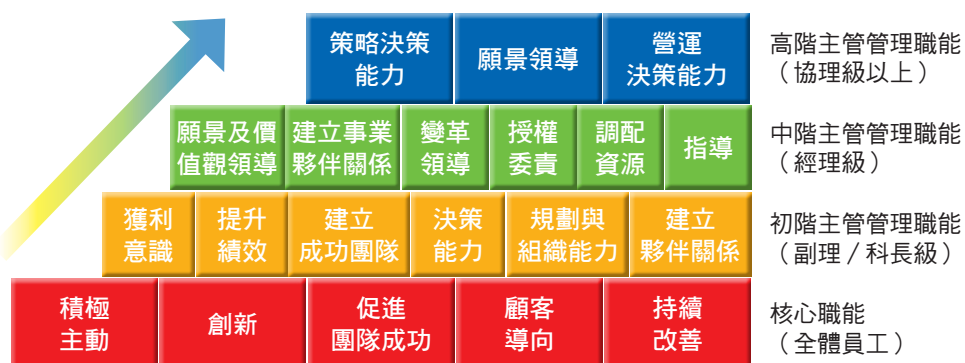 策略決策
能力
願景領導
營運
決策能力
高階主管管理職能
（協理級以上）
願景及價
值觀領導
建立事業
夥伴關係
變革
領導
授權
委責
調配
資源
指導
中階主管管理職能
（經理級）
獲利
意識
提升
績效
建立
成功團隊
決策
能力
規劃與
組織能力
建立
夥伴關係
初階主管管理職能
（副理／科長級）
積極
主動
創新
促進
團隊成功
顧客
導向
持續
改善
核心職能
（全體員工）